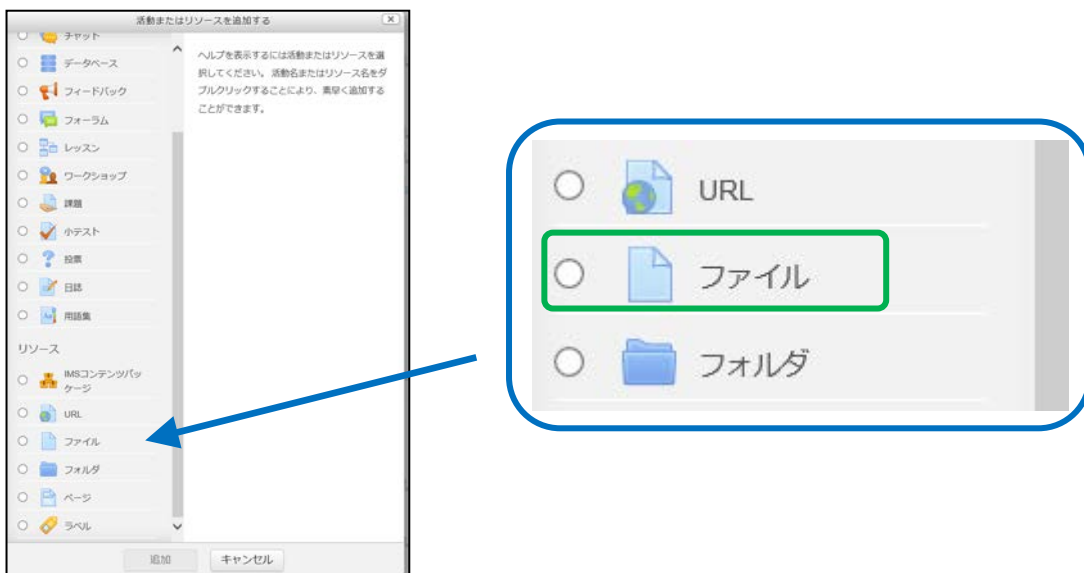 活動またはリソースを追加する
チャット
データベース
フィードバック
フォーラム
レッスン
ワークショップ
課題
小テスト
投票
日誌
用語集
リソース
IMSコンテンツパッ
ケージ
URL
ファイル
フォルダ
ページ
ラベル
ヘルプを表示するには活動またはリソースを選
択してください。 活動名またはリソース名をダ
ブルクリックすることにより、素早く追加する
ことができます。
追加
キャンセル
URL
ファイル
フォルダ